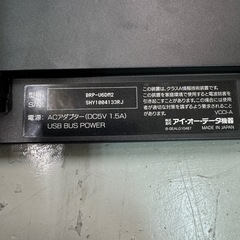 型番 BRP-U6DM2
S/N SHY1004133RJ
電源：ACアダプター (DC5V 1.5A)
USB BUS POWER
この装置は、クラスA情報技術装置です。
この装置を家庭環境で使用すると電波妨害
を引き起こすことがあります。この場合には
使用者が適切な対策を講ずるよう要求される
ことがあります。
VCCI-A
株式会社 アイ・オー・データ機器
MADE IN JAPAN